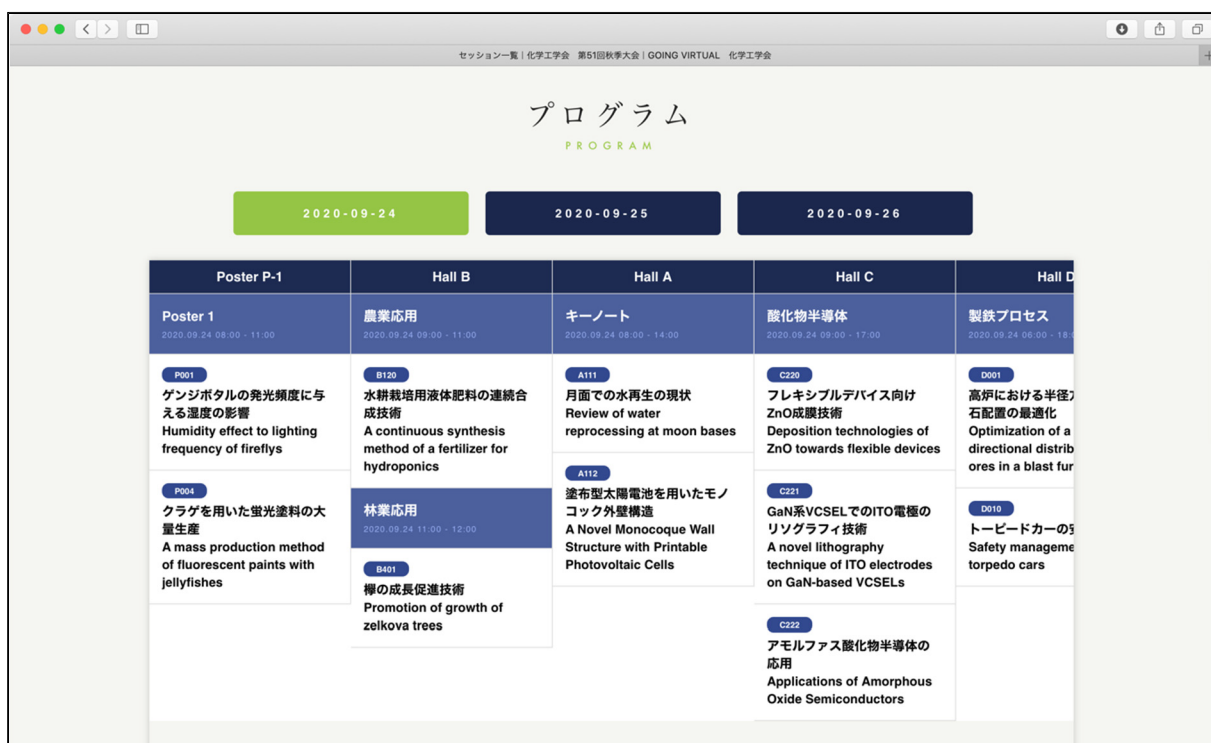 セッション一覧 | 化学工学会　第51回秋季大会 | GOING VIRTUAL　化学工学会
プログラム
PROGRAM
2020-09-24
2020-09-25
2020-09-26
Poster P-1
Poster 1
2020.09.24 08:00 - 11:00
P001
ゲンジボタルの発光頻度に与
える湿度の影響
Humidity effect to lighting
frequency of fireflys
P004
クラゲを用いた蛍光塗料の大
量生産
A mass production method
of fluorescent paints with
jellyfishes
Hall B
農業応用
2020.09.24 09:00 - 11:00
B120
水耕栽培用液体肥料の連続合
成技術
A continuous synthesis
method of a fertilizer for
hydroponics
林業応用
2020.09.24 11:00 - 12:00
B401
欅の成長促進技術
Promotion of growth of
zelkova trees
Hall A
キーノート
2020.09.24 08:00 - 14:00
A111
月面での水再生の現状
Review of water
reprocessing at moon bases
A112
塗布型太陽電池を用いたモノ
コック外壁構造
A Novel Monocoque Wall
Structure with Printable
Photovoltaic Cells
Hall C
酸化物半導体
2020.09.24 09:00 - 17:00
C220
フレキシブルデバイス向け
ZnO成膜技術
Deposition technologies of
ZnO towards flexible devices
C221
GaN系VCSELでのITO電極の
リソグラフィ技術
A novel lithography
technique of ITO electrodes
on GaN-based VCSELs
C222
アモルファス酸化物半導体の
応用
Applications of Amorphous
Oxide Semiconductors
Hall D
製鉄プロセス
2020.09.24 06:00 - 18:
D001
高炉における半径
石配置の最適化
Optimization of a
directional distrib
ores in a blast fur
D010
トーピードカーの
Safety manageme
torpedo cars